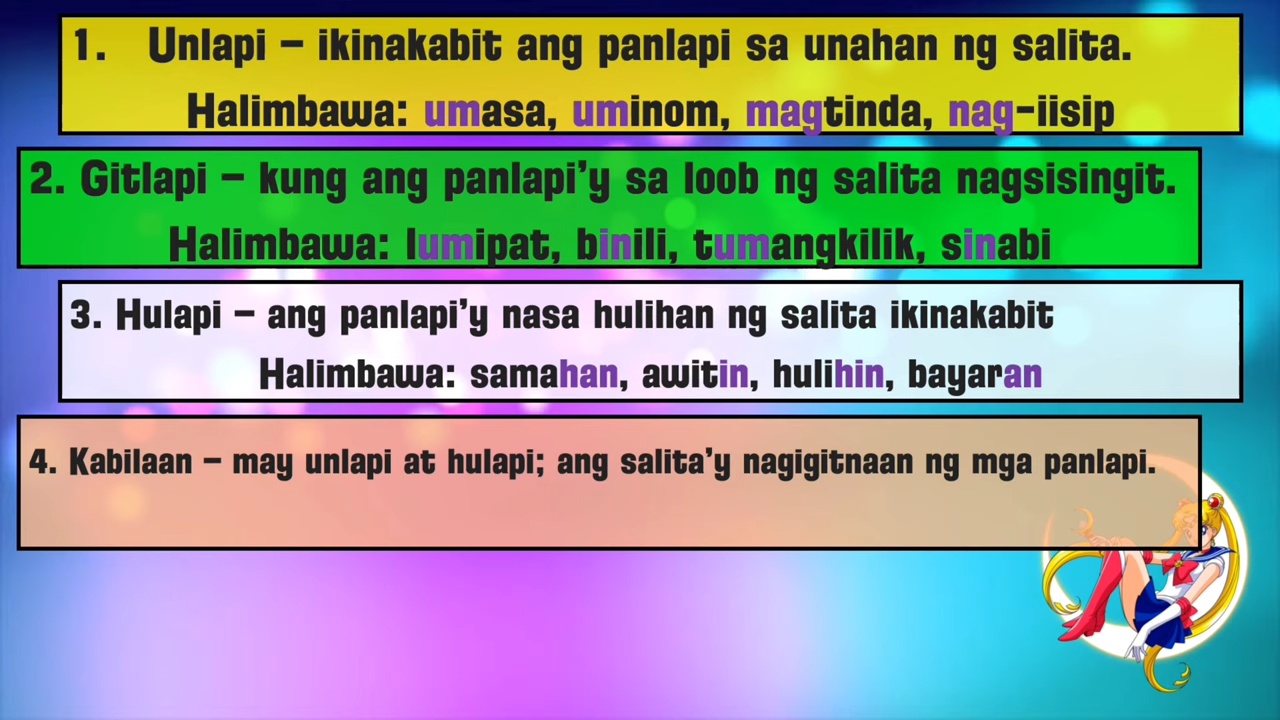 1. Unlapi – ikinakabit ang panlapi sa unahan ng salita.
Halimbawa: umasa, uminom, magtinda, nag-iisip
2. Gitlapi – kung ang panlapi’y sa loob ng salita nagsisingit.
Halimbawa: lumipat, binili, tumangkilik, sinabi
3. Hulapi – ang panlapi’y nasa hulihan ng salita ikinakabit
Halimbawa: samahan, awitin, hulihin, bayaran
4. Kabilaan – may unlapi at hulapi; ang salita’y nagigitnaan ng mga panlapi.